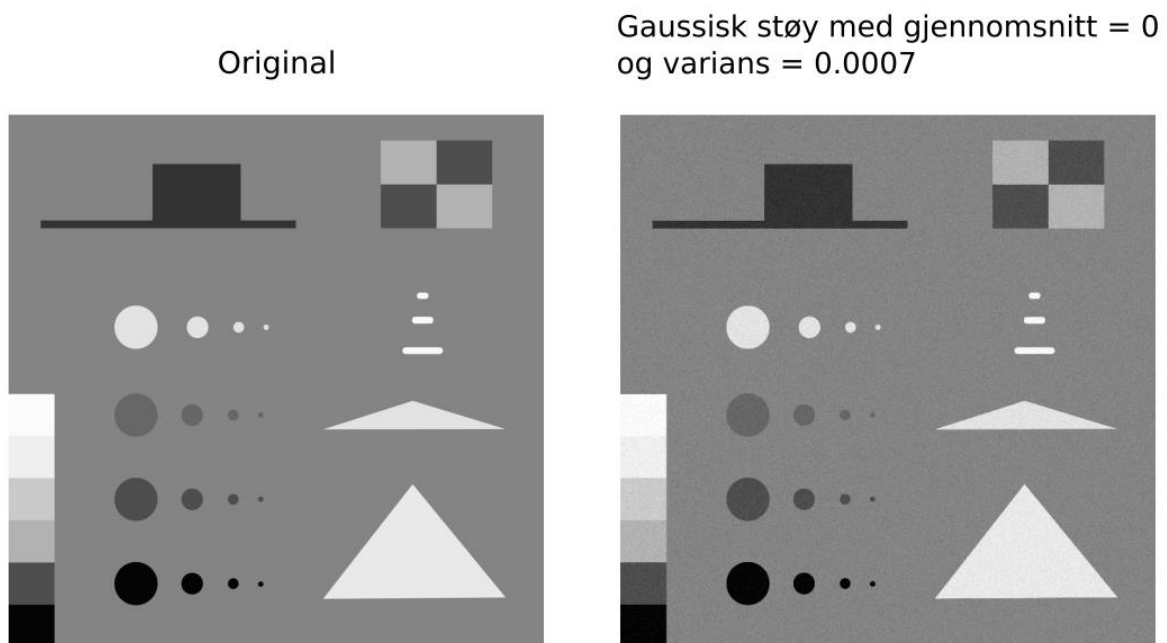 Original
Gaussisk støy med gjennomsnitt = 0
og varians = 0.0007